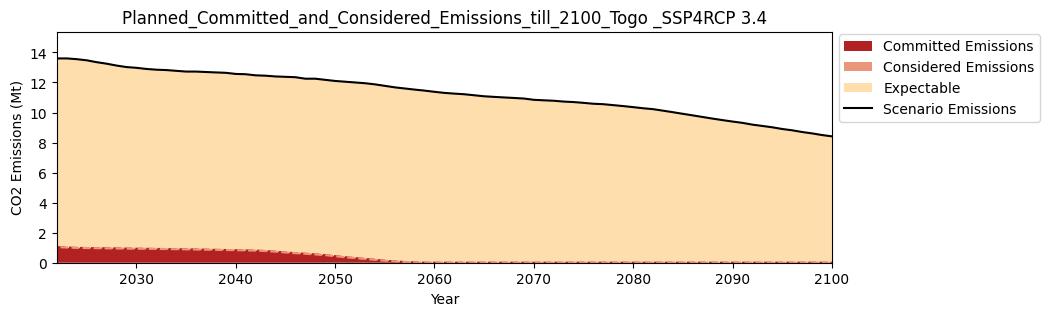 Planned_Committed_and_Considered_Emissions_till_2100_Togo _SSP4RCP 3.4
Committed Emissions
Considered Emissions
Expectable
Scenario Emissions
CO2 Emissions (Mt)
14
12
10
8
6
4
2
0
2030 2040 2050 2060 2070 2080 2090 2100
Year